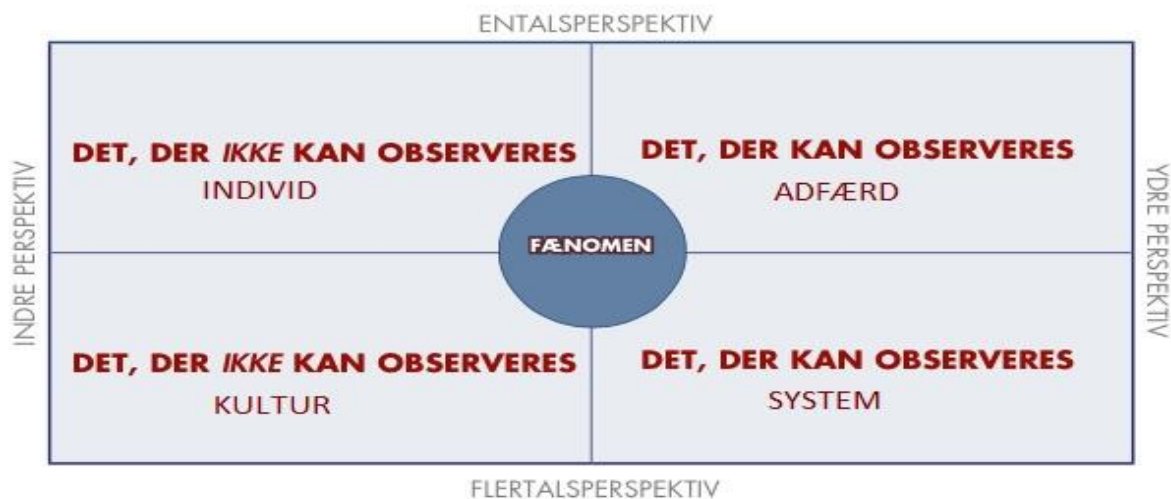 ENTALSPERSPEKTIV
INDRE PERSPEKTIV
DET, DER IKKE KAN OBSERVERES
INDIVID
DET, DER KAN OBSERVERES
ADFÆRD
YDRE PERSPEKTIV
FÆNOMEN
DET, DER IKKE KAN OBSERVERES
KULTUR
DET, DER KAN OBSERVERES
SYSTEM
FLERTALSPERSPEKTIV